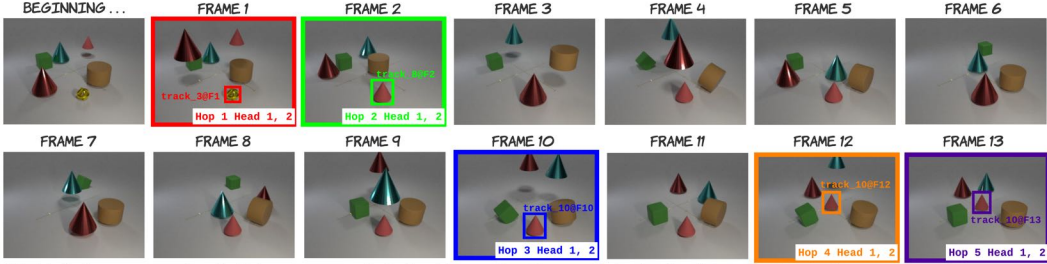 BEGINNING...
FRAME 1
FRAME 2
FRAME 3
FRAME 4
FRAME 5
FRAME 6
track_3@F1
Hop 1 Head 1, 2
track_6@F2
Hop 2 Head 1, 2
FRAME 7
FRAME 8
FRAME 9
FRAME 10
FRAME 11
FRAME 12
FRAME 13
track_10@F10
Hop 3 Head 1, 2
track_10@F12
Hop 4 Head 1, 2
track_10@F13
Hop 5 Head 1, 2